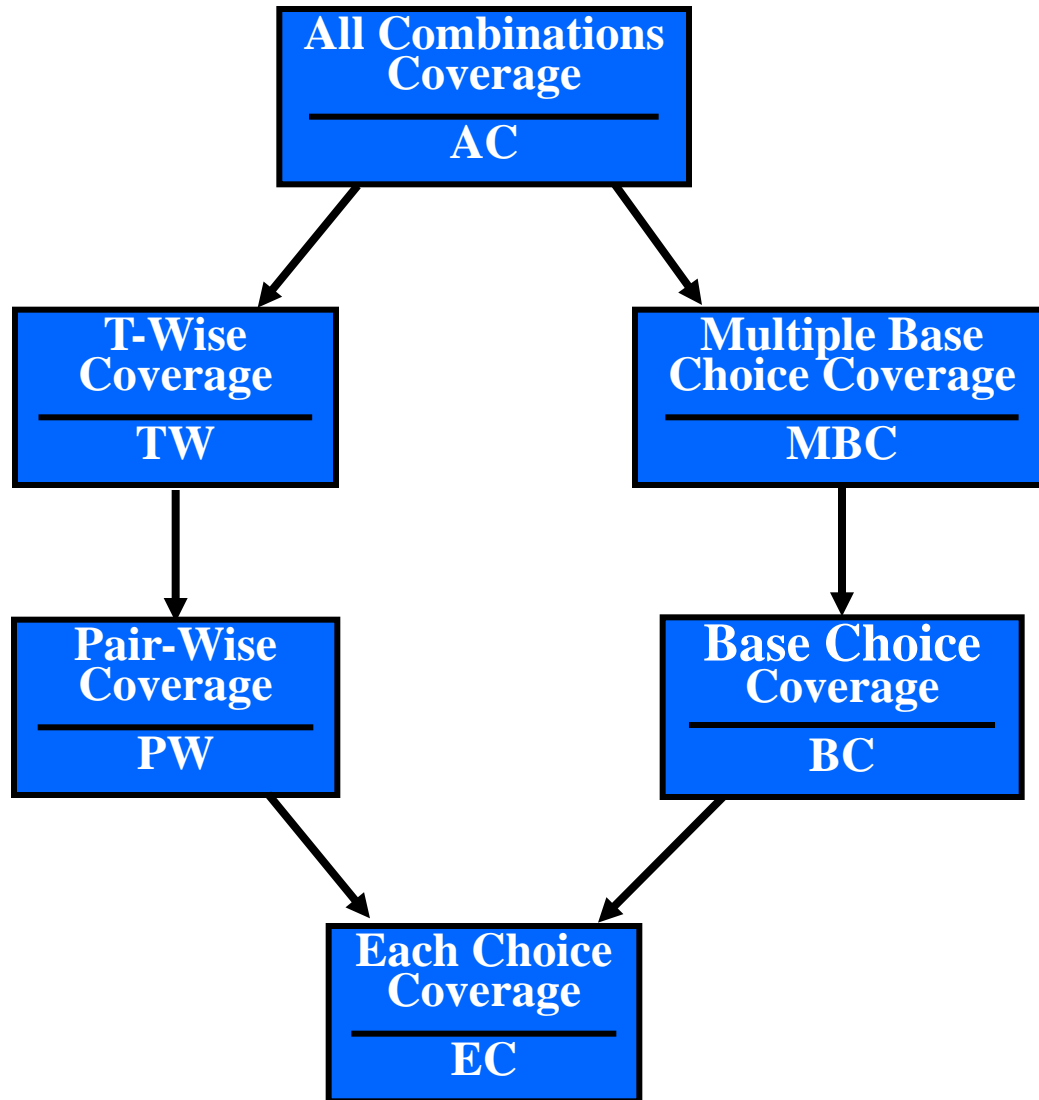 All Combinations
Coverage
AC
T-Wise
Coverage
TW
Multiple Base
Choice Coverage
MBC
Pair-Wise
Coverage
PW
Base Choice
Coverage
BC
Each Choice
Coverage
EC